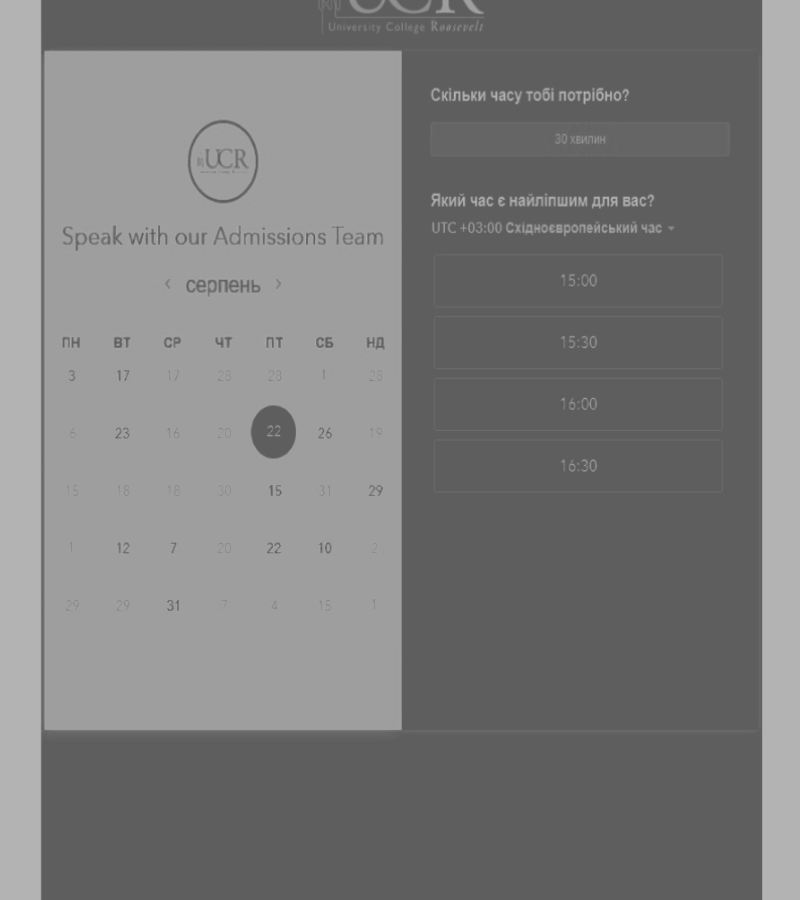 UCR
University College Roosevelt
UCR
Speak with our Admissions Team
‹ серпень ›
ПН ВТ СР ЧТ ПТ СБ НД
3 17 17 28 28 1 28
6 23 16 20 22 26 19
15 18 18 30 15 31 29
1 12 7 20 22 10 2
29 29 31 7 4 15 1
Скільки часу тобі потрібно?
30 хвилин
Який час є найліпшим для вас?
UTC +03:00 Східноєвропейський час
15:00
15:30
16:00
16:30